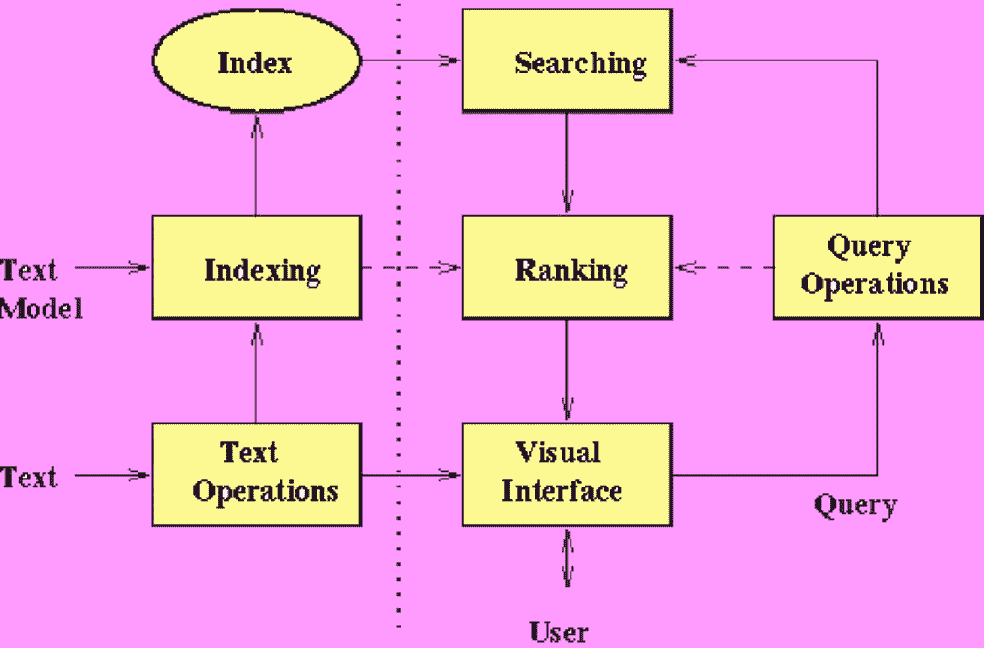 Index
Searching
Text
Model
Indexing
Ranking
Query
Operations
Text
Text
Operations
Visual
Interface
Query
User